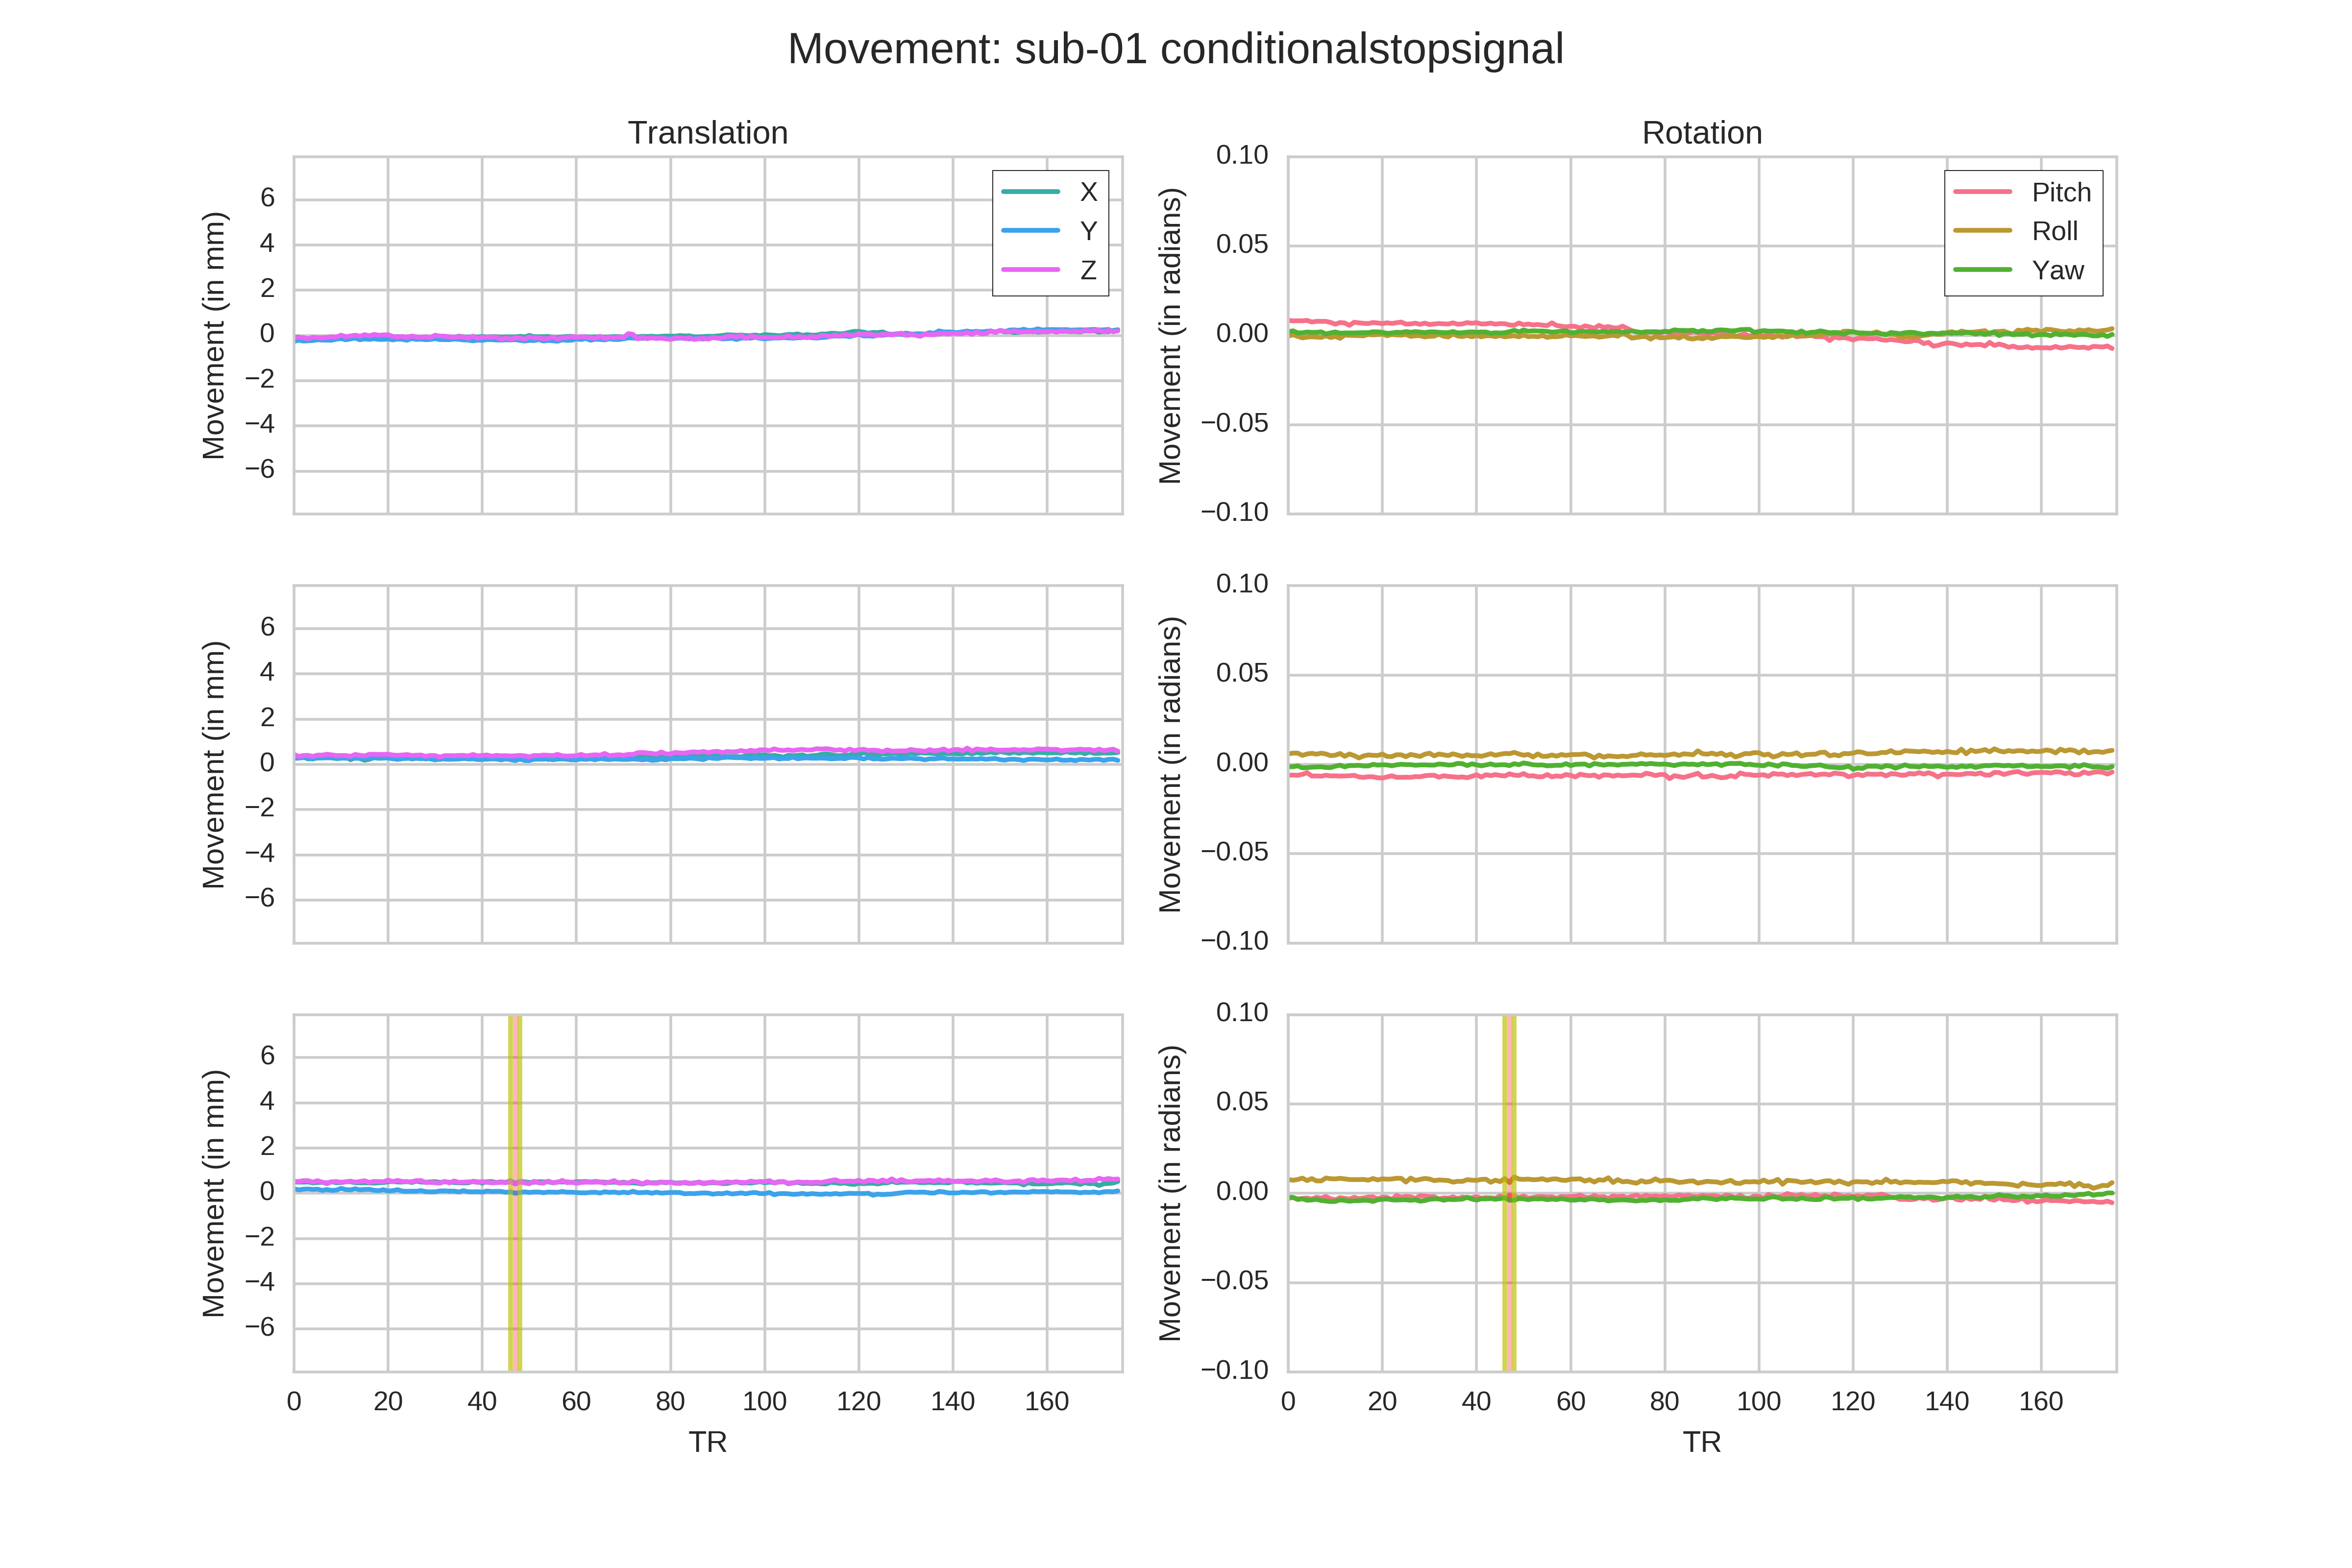 Movement: sub-01 conditionalstopsignal
Translation
Rotation
Movement (in mm)
6
4
2
0
−2
−4
−6
X
Y
Z
Movement (in radians)
0.10
0.05
0.00
−0.05
−0.10
Pitch
Roll
Yaw
Movement (in mm)
6
4
2
0
−2
−4
−6
Movement (in radians)
0.10
0.05
0.00
−0.05
−0.10
Movement (in mm)
6
4
2
0
−2
−4
−6
0 20 40 60 80 100 120 140 160
TR
Movement (in radians)
0.10
0.05
0.00
−0.05
−0.10
0 20 40 60 80 100 120 140 160
TR